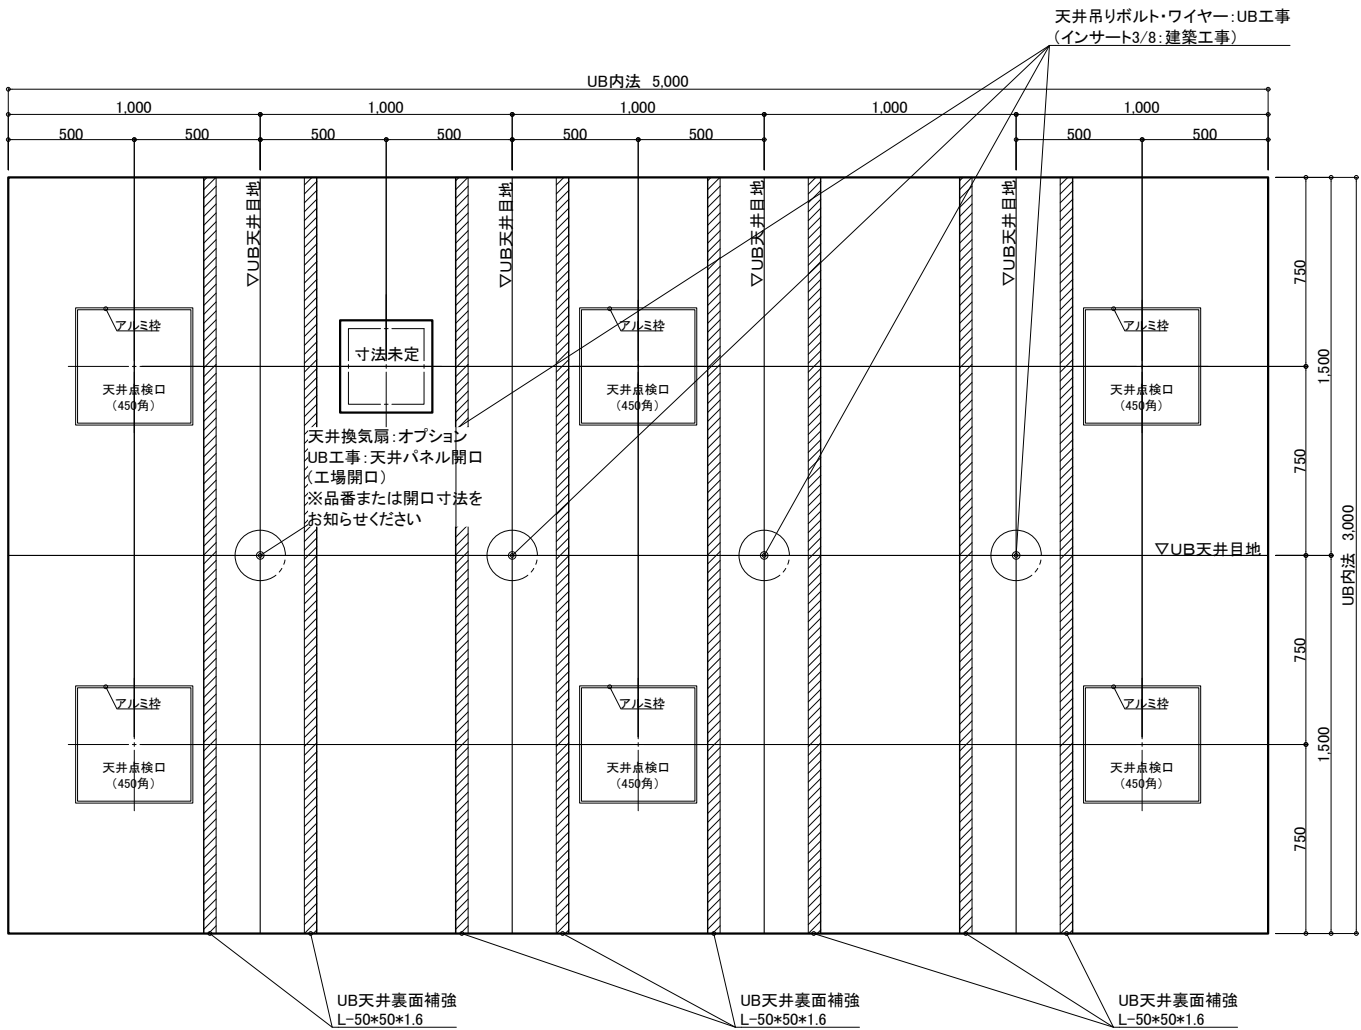 天井吊りボルト・ワイヤー：UB工事
（インサート3/8：建築工事）
UB内法　5,000
1,000
1,000
1,000
1,000
1,000
500
500
500
500
500
500
500
500
▽UB天井目地
▽UB天井目地
▽UB天井目地
▽UB天井目地
750
1,500
750
UB内法　3,000
アルミ枠
天井点検口
（450角）
寸法未定
アルミ枠
天井点検口
（450角）
アルミ枠
天井点検口
（450角）
天井換気扇：オプション
UB工事：天井パネル開口
（工場開口）
※品番または開口寸法を
お知らせください
▽UB天井目地
750
1,500
750
アルミ枠
天井点検口
（450角）
アルミ枠
天井点検口
（450角）
アルミ枠
天井点検口
（450角）
UB天井裏面補強
L-50*50*1.6
UB天井裏面補強
L-50*50*1.6
UB天井裏面補強
L-50*50*1.6